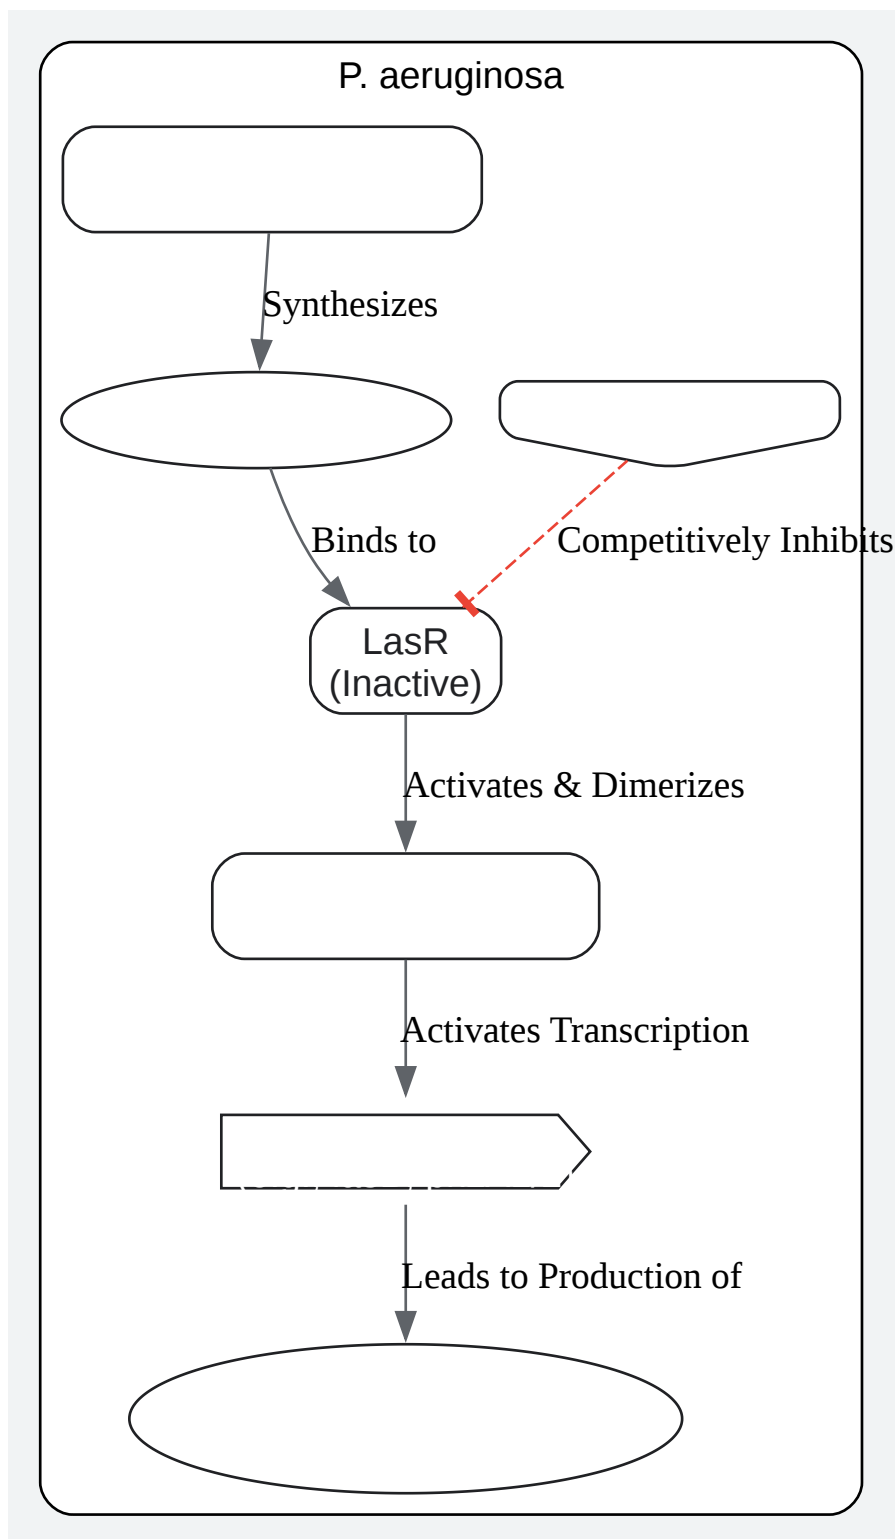 P. aeruginosa
Synthesizes
Binds to
Competitively Inhibits
LasR
(Inactive)
Activates & Dimerizes
Activates Transcription
Leads to Production of